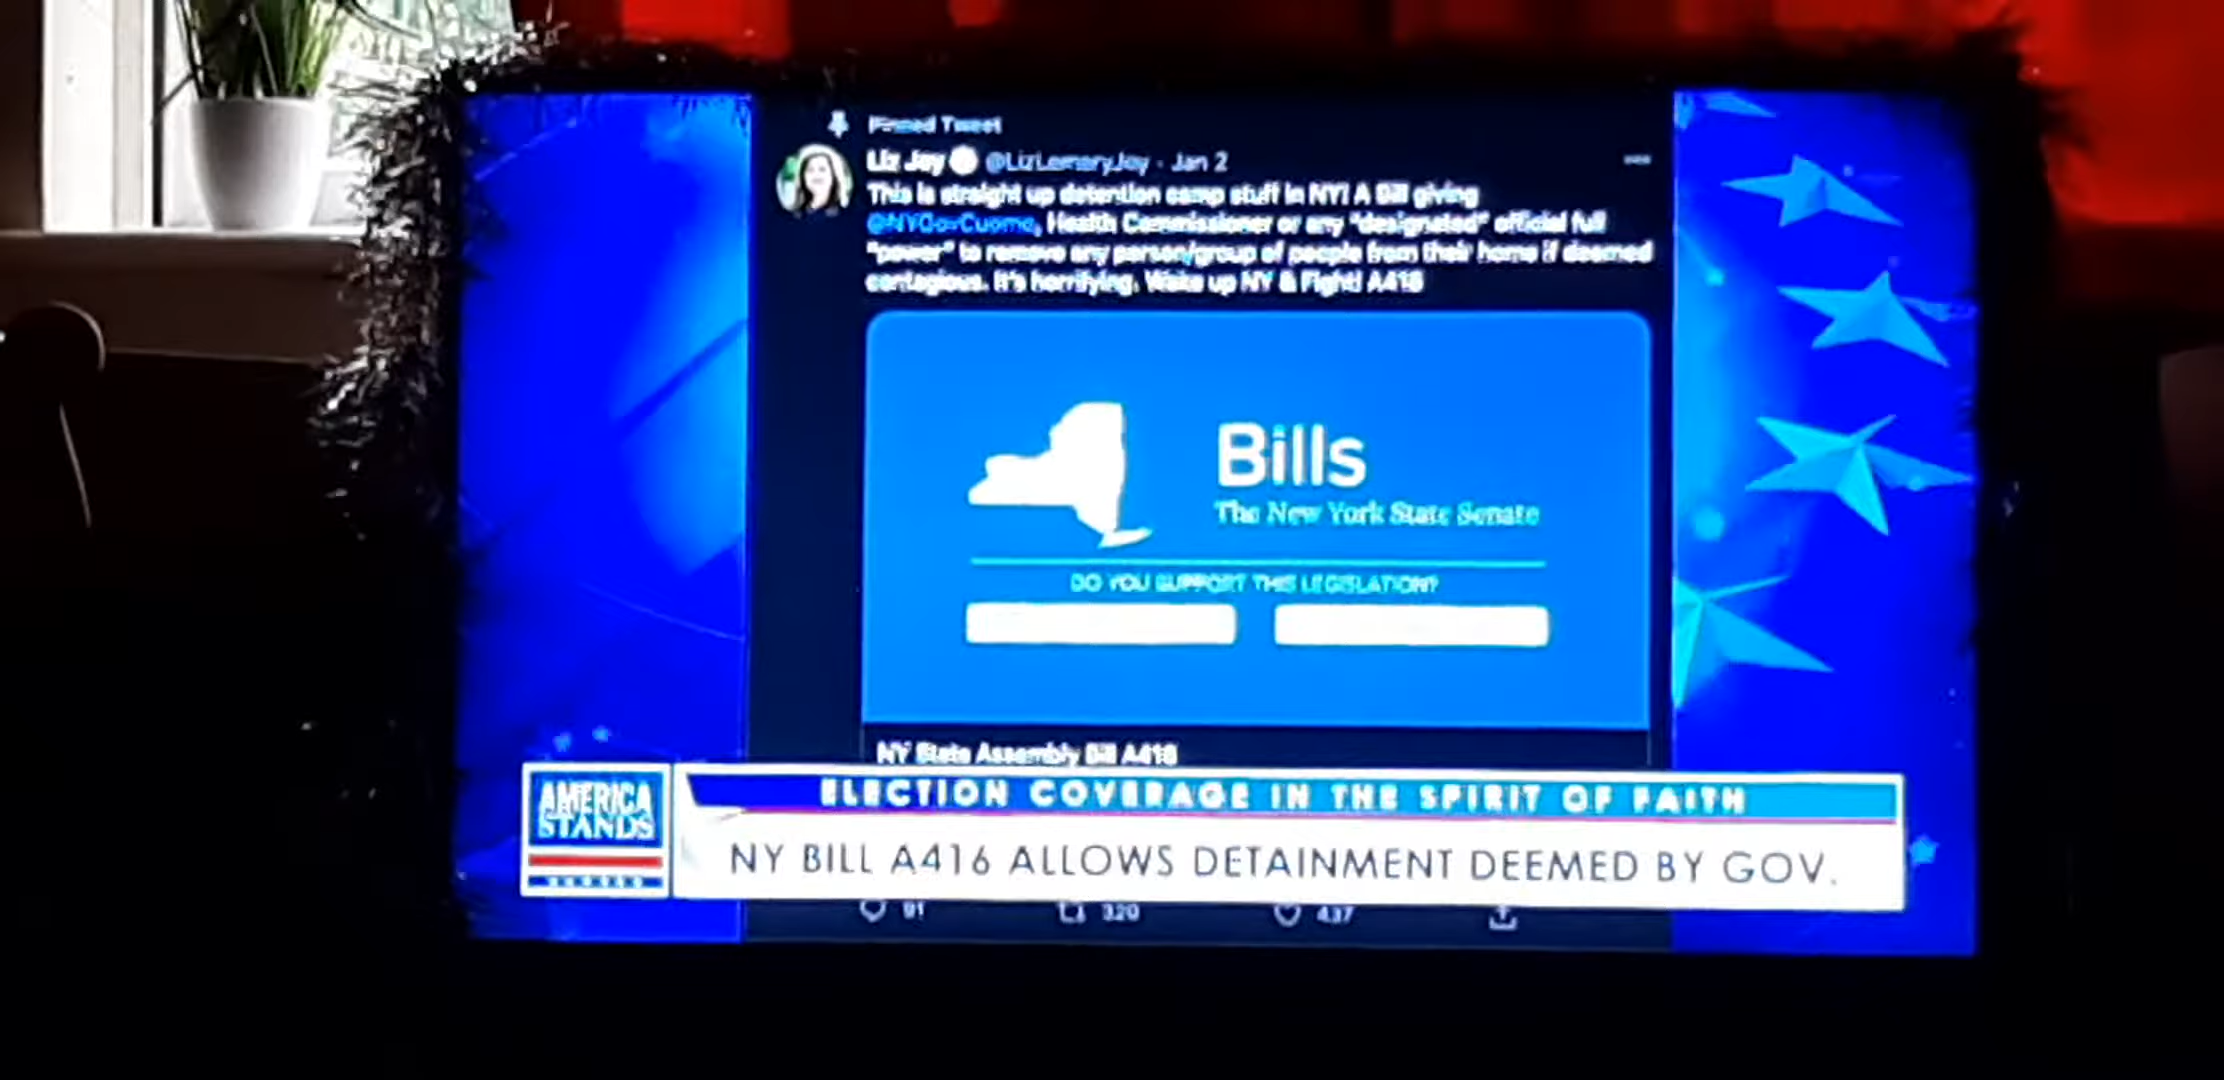 Pinned Tweet
Liz Joy @LizLemeryJoy · Jan 2
This is straight up detention camp stuff in NY! A Bill giving
@NYGovCuomo, Health Commissioner or any "designated" official full
"power" to remove any person/group of people from their home if deemed
contagious. It's horrifying. Wake up NY & Fight! A416
Bills
The New York State Senate
DO YOU SUPPORT THIS LEGISLATION?
NY State Assembly Bill A416
AMERICA
STANDS
ELECTION COVERAGE IN THE SPIRIT OF FAITH
NY BILL A416 ALLOWS DETAINMENT DEEMED BY GOV.
91 320 437